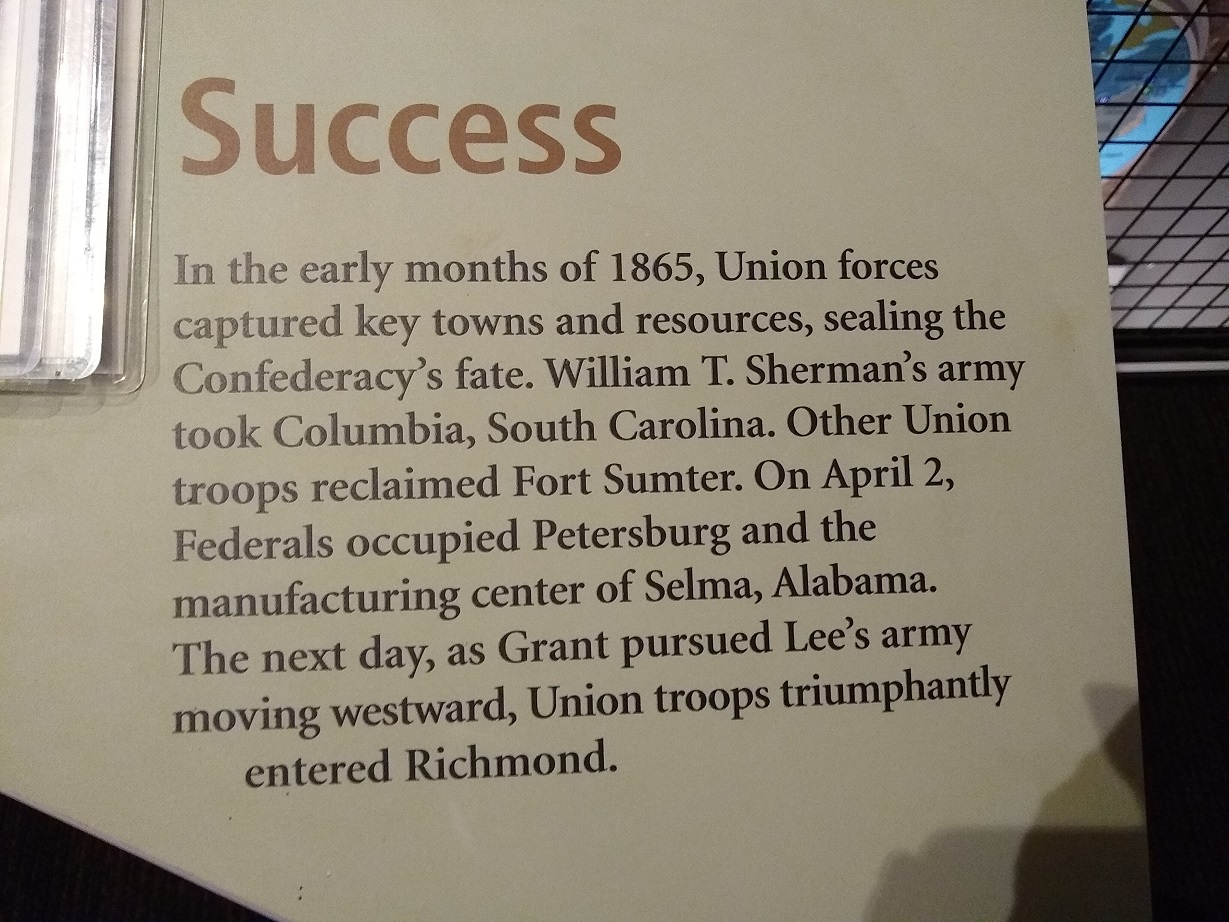 Success
In the early months of 1865, Union forces
captured key towns and resources, sealing the
Confederacy's fate. William T. Sherman's army
took Columbia, South Carolina. Other Union
troops reclaimed Fort Sumter. On April 2,
Federals occupied Petersburg and the
manufacturing center of Selma, Alabama.
The next day, as Grant pursued Lee's army
moving westward, Union troops triumphantly
entered Richmond.